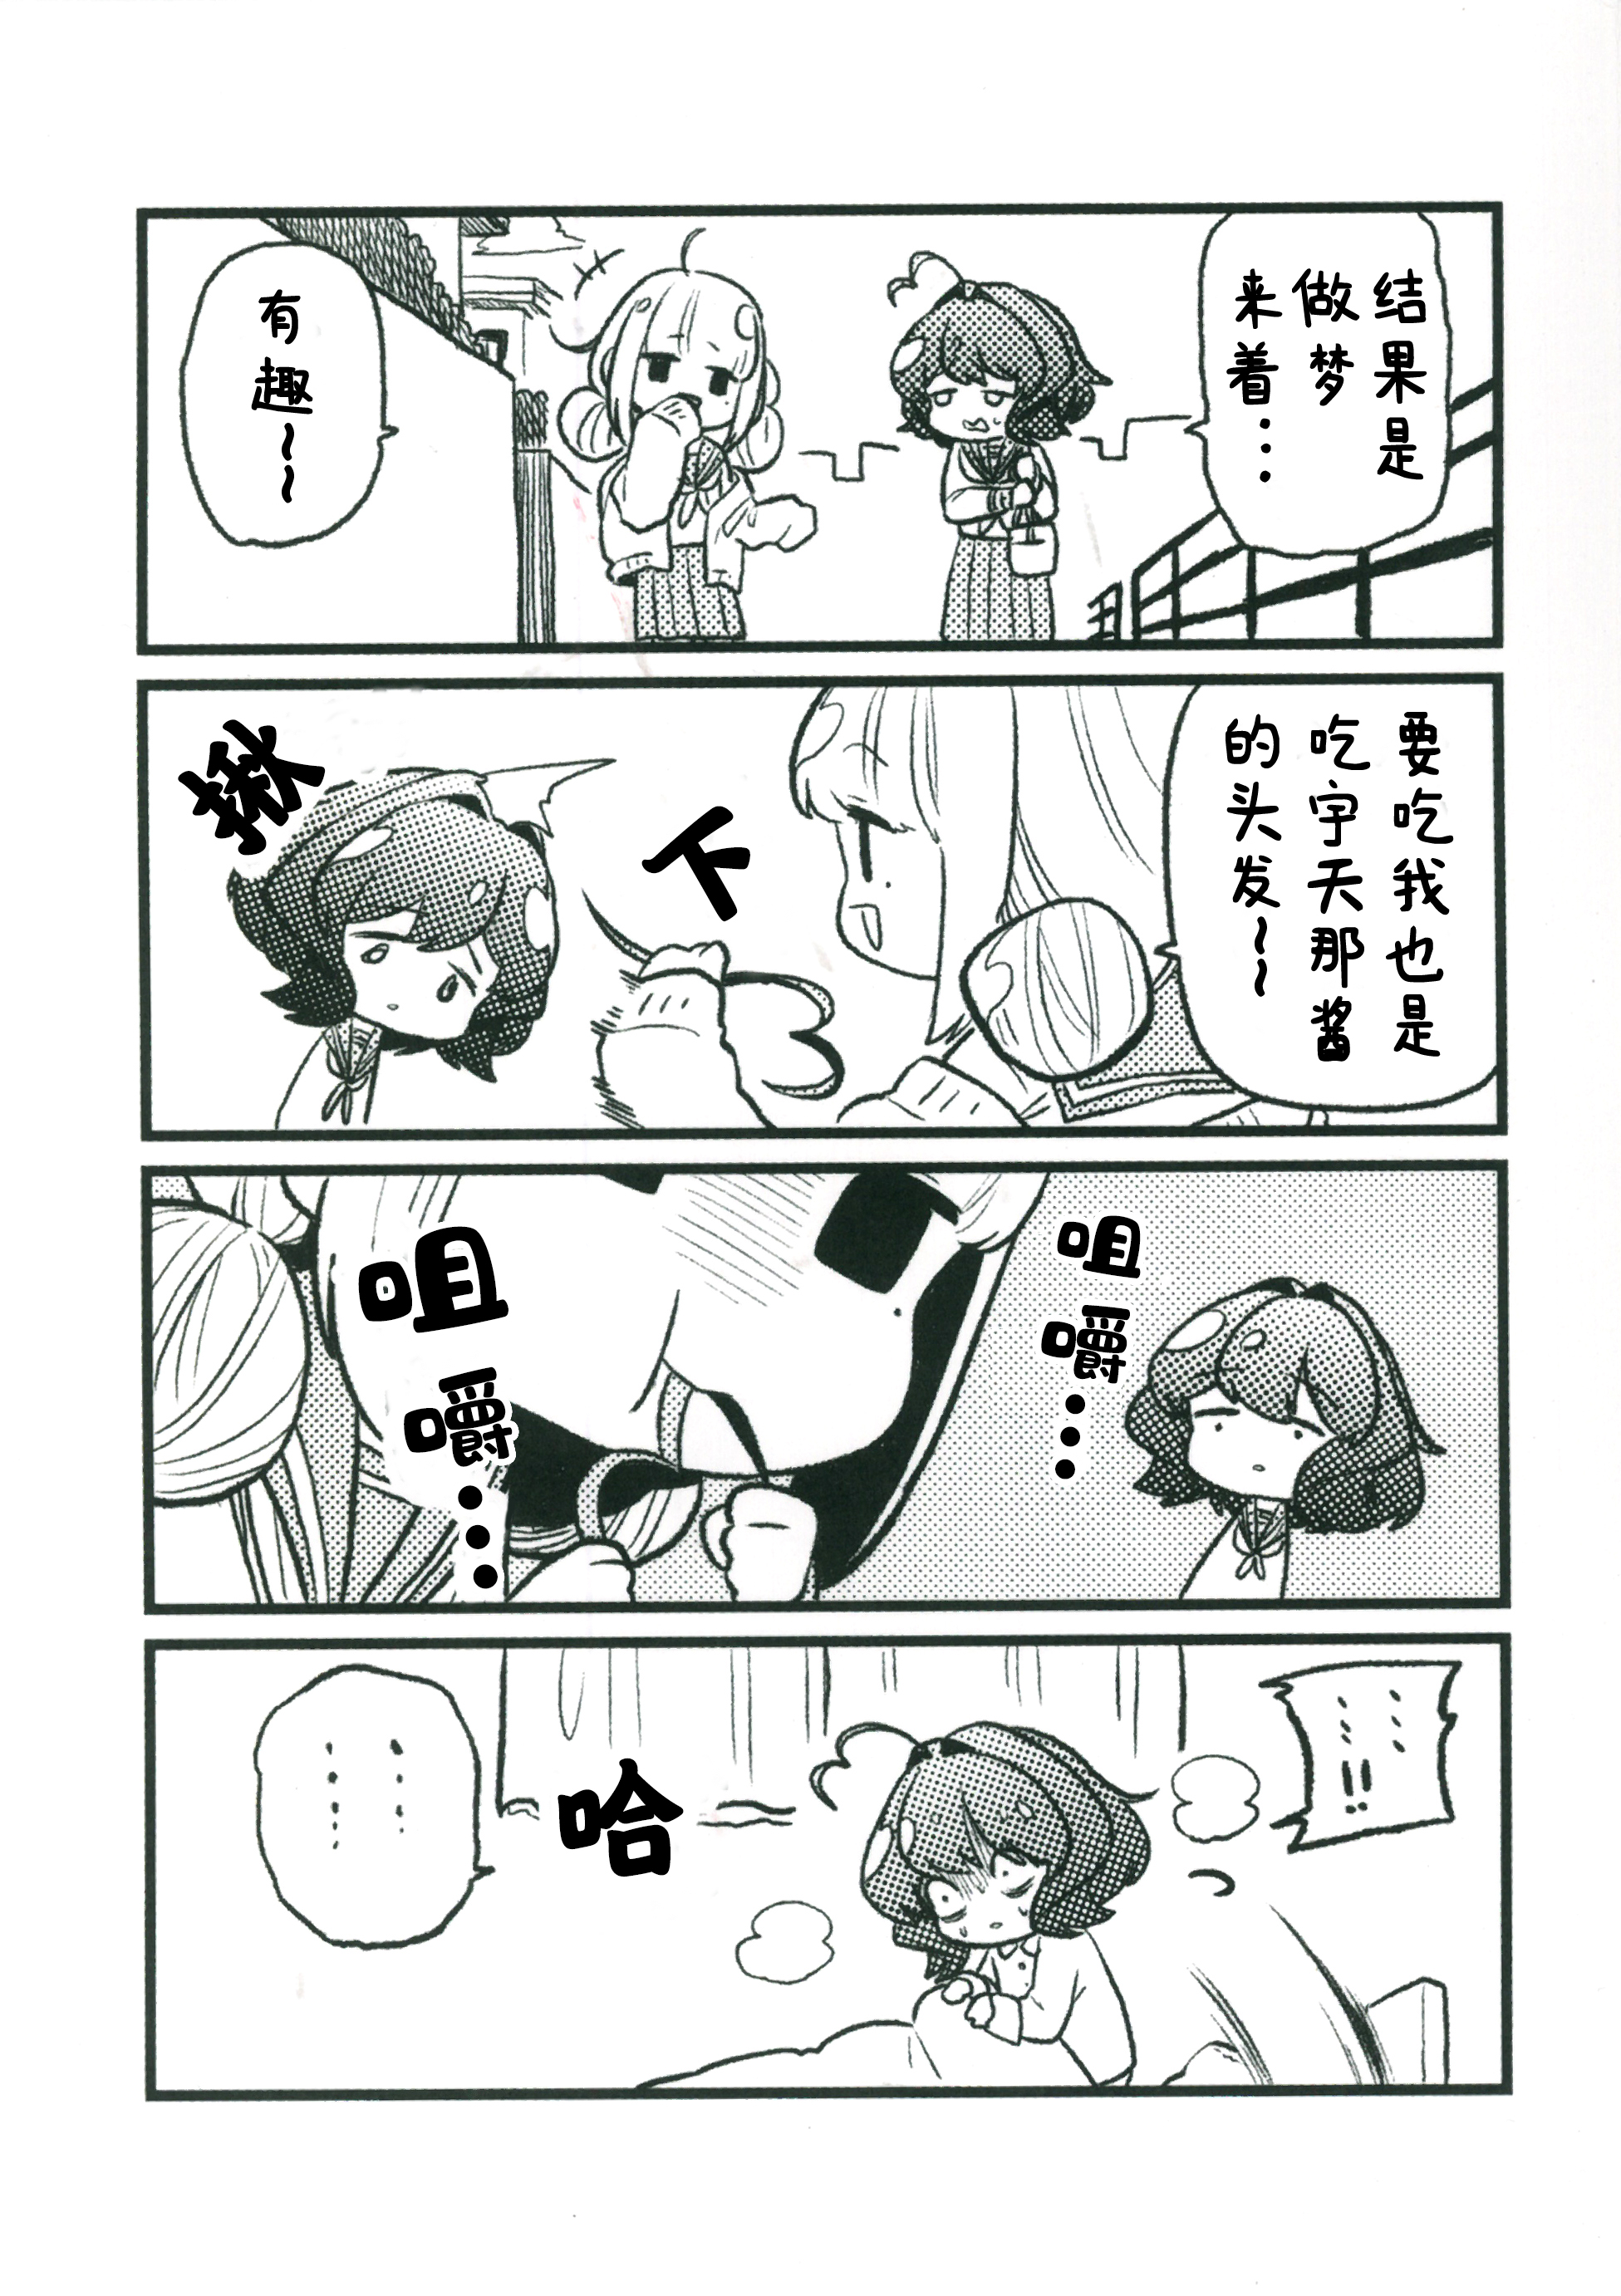 结果是
做梦
来着…
有趣~~
要吃我也是
吃宇天那酱
的头发~~
揪
下
咀嚼…
咀嚼…
……!!
哈
……